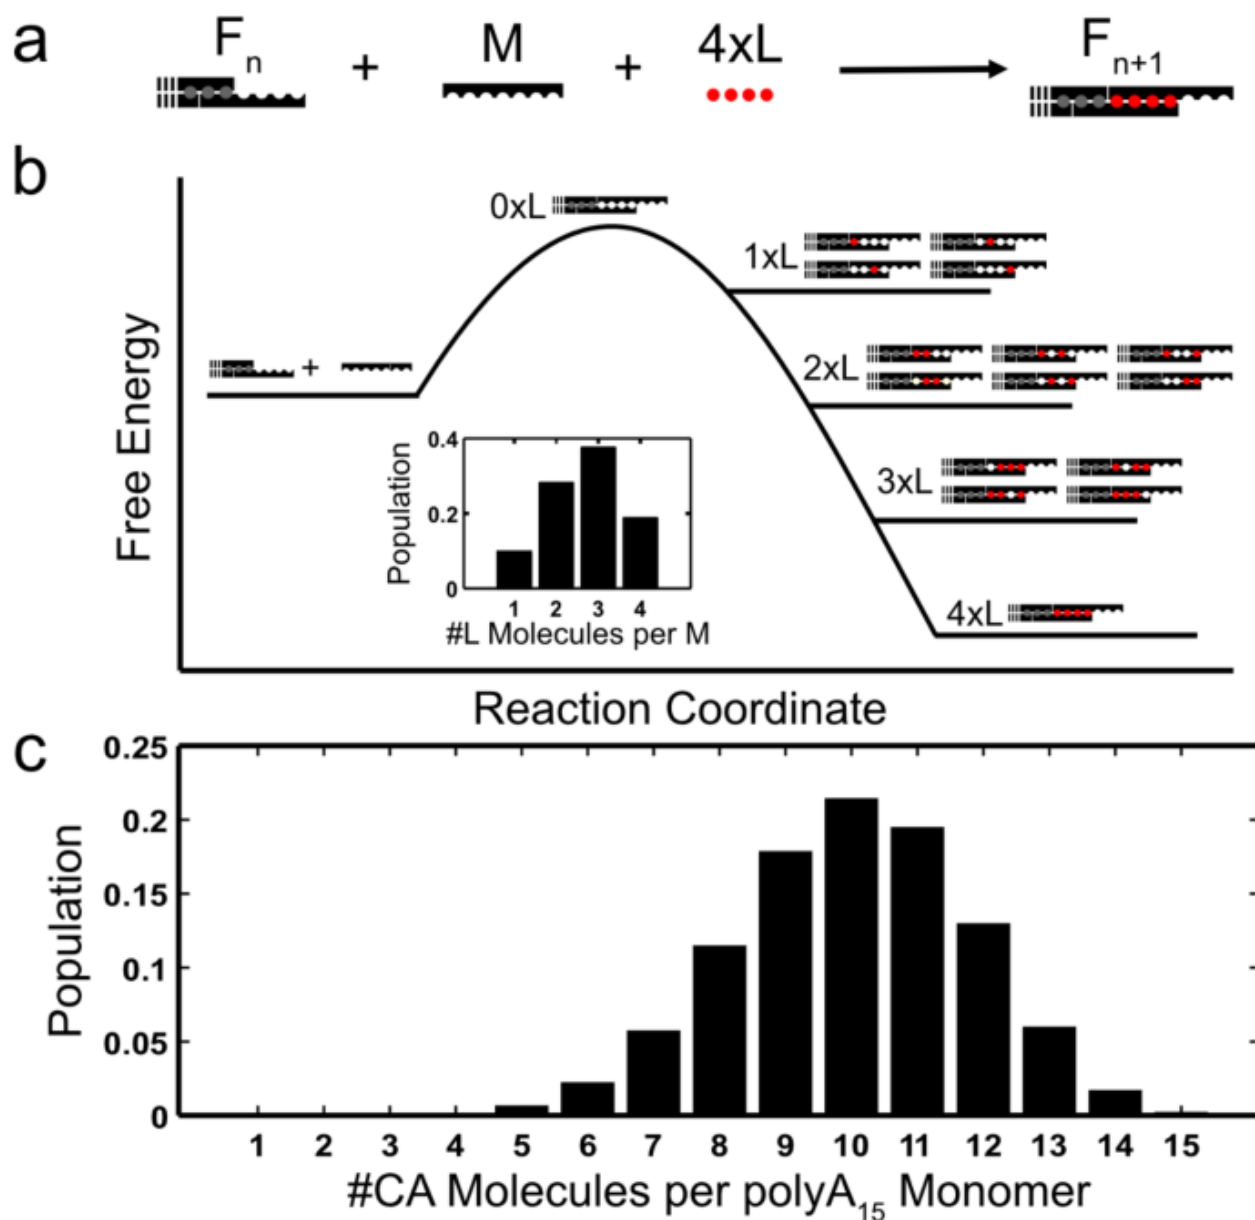 a
F n + M + 4xL F n+1
b
Free Energy
0xL
1xL
+
2xL
3xL
4xL
Population
0.4
0.2
0
1 2 3 4
#L Molecules per M
Reaction Coordinate
c
Population
0.25
0.2
0.15
0.1
0.05
0
1 2 3 4 5 6 7 8 9 10 11 12 13 14 15
#CA Molecules per polyA15 Monomer